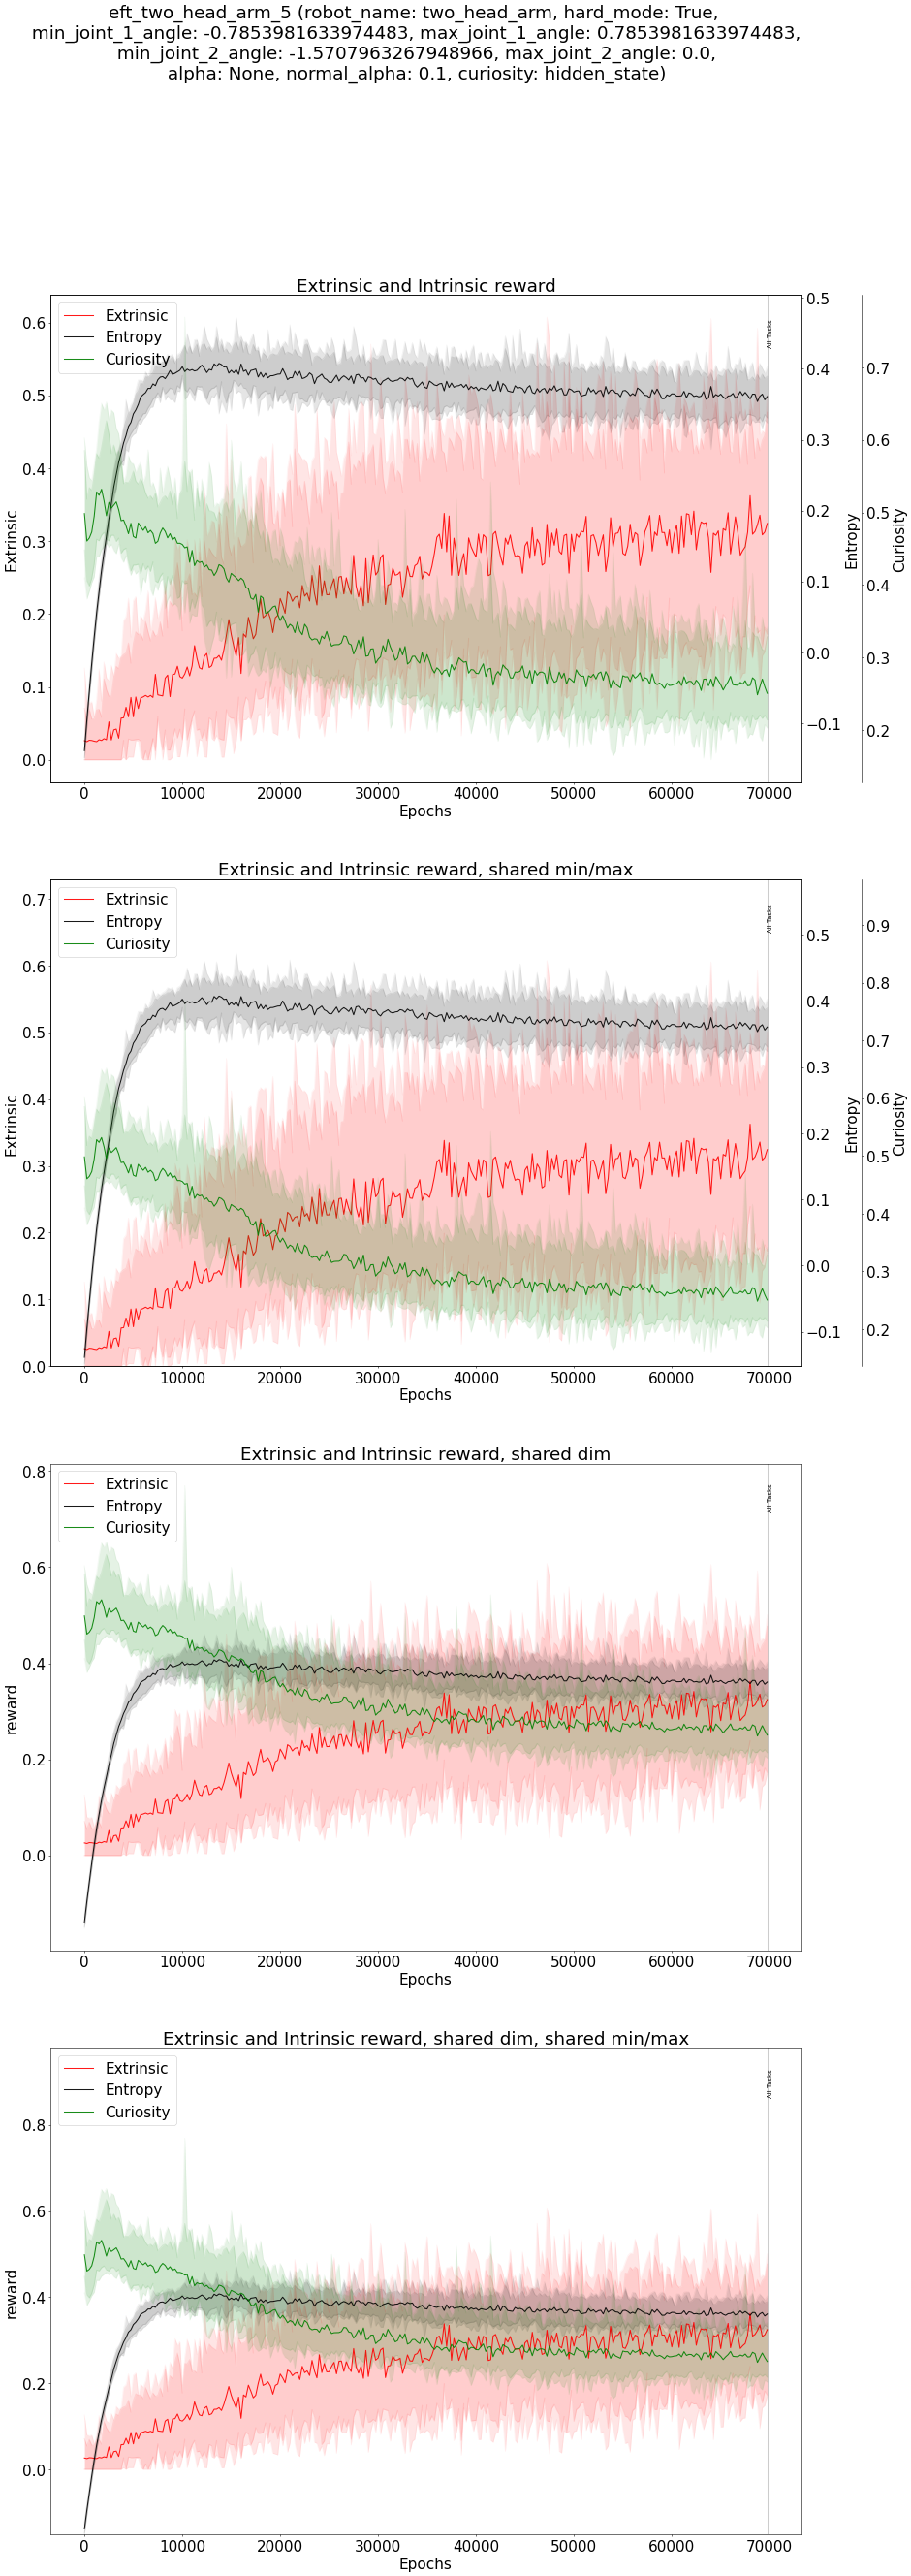 eft_two_head_arm_5 (robot_name: two_head_arm, hard_mode: True,
min_joint_1_angle: -0.7853981633974483, max_joint_1_angle: 0.7853981633974483,
min_joint_2_angle: -1.5707963267948966, max_joint_2_angle: 0.0,
alpha: None, normal_alpha: 0.1, curiosity: hidden_state)
Extrinsic and Intrinsic reward
Extrinsic
Entropy
Curiosity
All Tasks
0.6
0.5
0.4
0.3
0.2
0.1
0.0
Extrinsic
0.5
0.4
0.3
0.2
0.1
0.0
−0.1
Entropy
0.7
0.6
0.5
0.4
0.3
0.2
Curiosity
0 10000 20000 30000 40000 50000 60000 70000
Epochs
Extrinsic and Intrinsic reward, shared min/max
Extrinsic
Entropy
Curiosity
All Tasks
0.7
0.6
0.5
0.4
0.3
0.2
0.1
0.0
Extrinsic
0.5
0.4
0.3
0.2
0.1
0.0
−0.1
Entropy
0.9
0.8
0.7
0.6
0.5
0.4
0.3
0.2
Curiosity
0 10000 20000 30000 40000 50000 60000 70000
Epochs
Extrinsic and Intrinsic reward, shared dim
Extrinsic
Entropy
Curiosity
All Tasks
0.8
0.6
0.4
0.2
0.0
reward
0 10000 20000 30000 40000 50000 60000 70000
Epochs
Extrinsic and Intrinsic reward, shared dim, shared min/max
Extrinsic
Entropy
Curiosity
All Tasks
0.8
0.6
0.4
0.2
0.0
reward
0 10000 20000 30000 40000 50000 60000 70000
Epochs